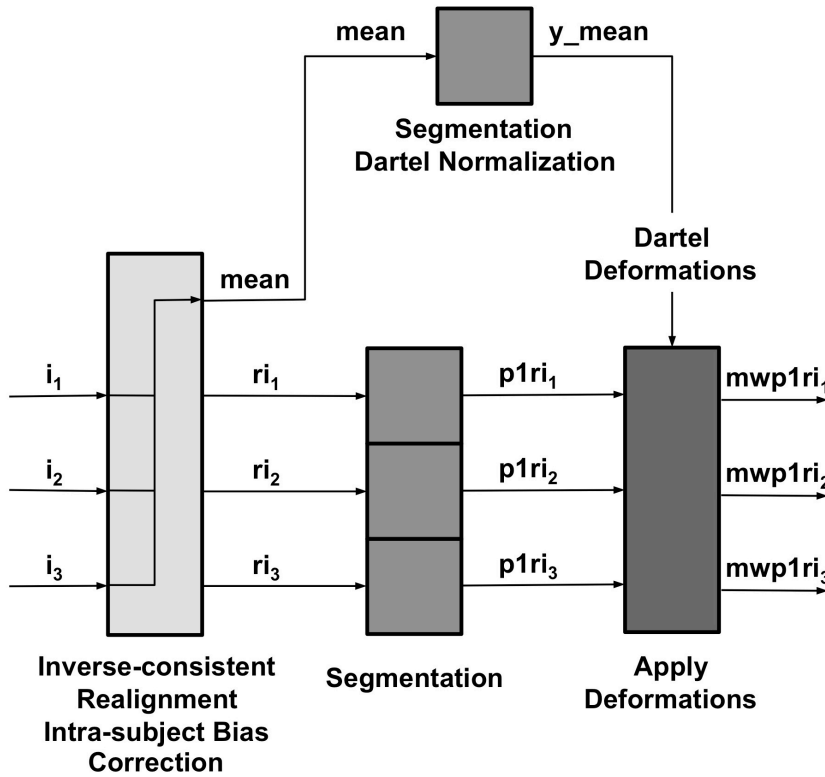 mean
y_mean
Segmentation
Dartel Normalization
Dartel
Deformations
mean
i₁
ri₁
p1ri₁
mwp1ri₁
i₂
ri₂
p1ri₂
mwp1ri₂
i₃
ri₃
p1ri₃
mwp1ri₃
Inverse-consistent
Realignment
Intra-subject Bias
Correction
Segmentation
Apply
Deformations